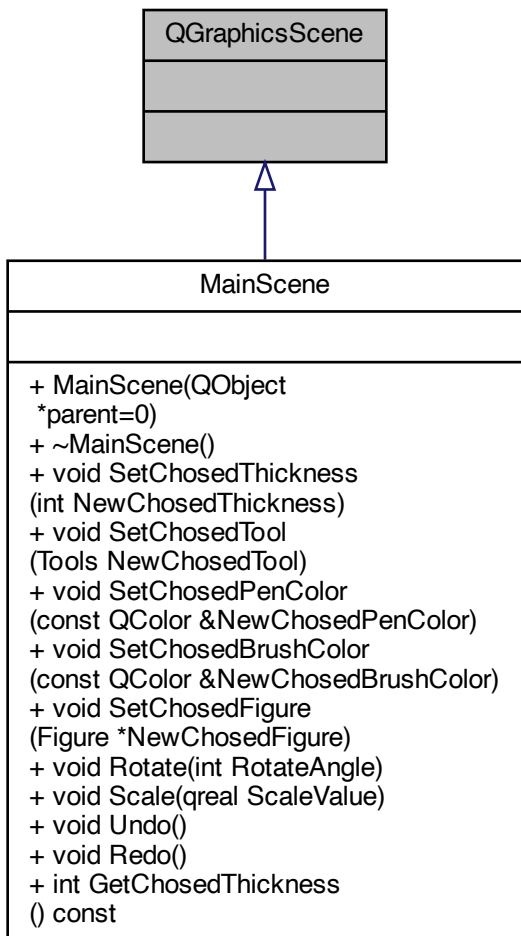 QGraphicsScene
MainScene
+ MainScene(QObject
*parent=0)
+ ~MainScene()
+ void SetChosedThickness
(int NewChosedThickness)
+ void SetChosedTool
(Tools NewChosedTool)
+ void SetChosedPenColor
(const QColor &NewChosedPenColor)
+ void SetChosedBrushColor
(const QColor &NewChosedBrushColor)
+ void SetChosedFigure
(Figure *NewChosedFigure)
+ void Rotate(int RotateAngle)
+ void Scale(qreal ScaleValue)
+ void Undo()
+ void Redo()
+ int GetChosedThickness
() const